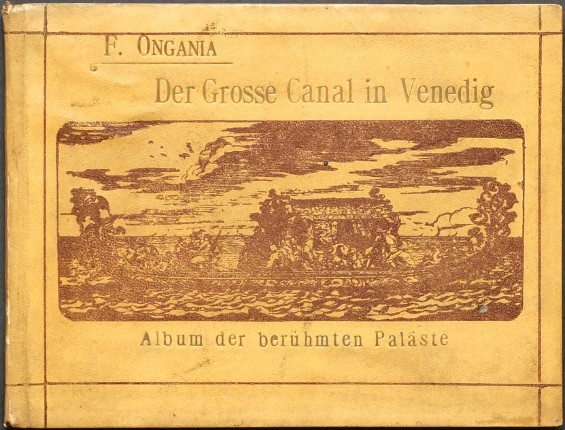 F. Ongania
Der Grosse Canal in Venedig
Album der berühmten Paläste